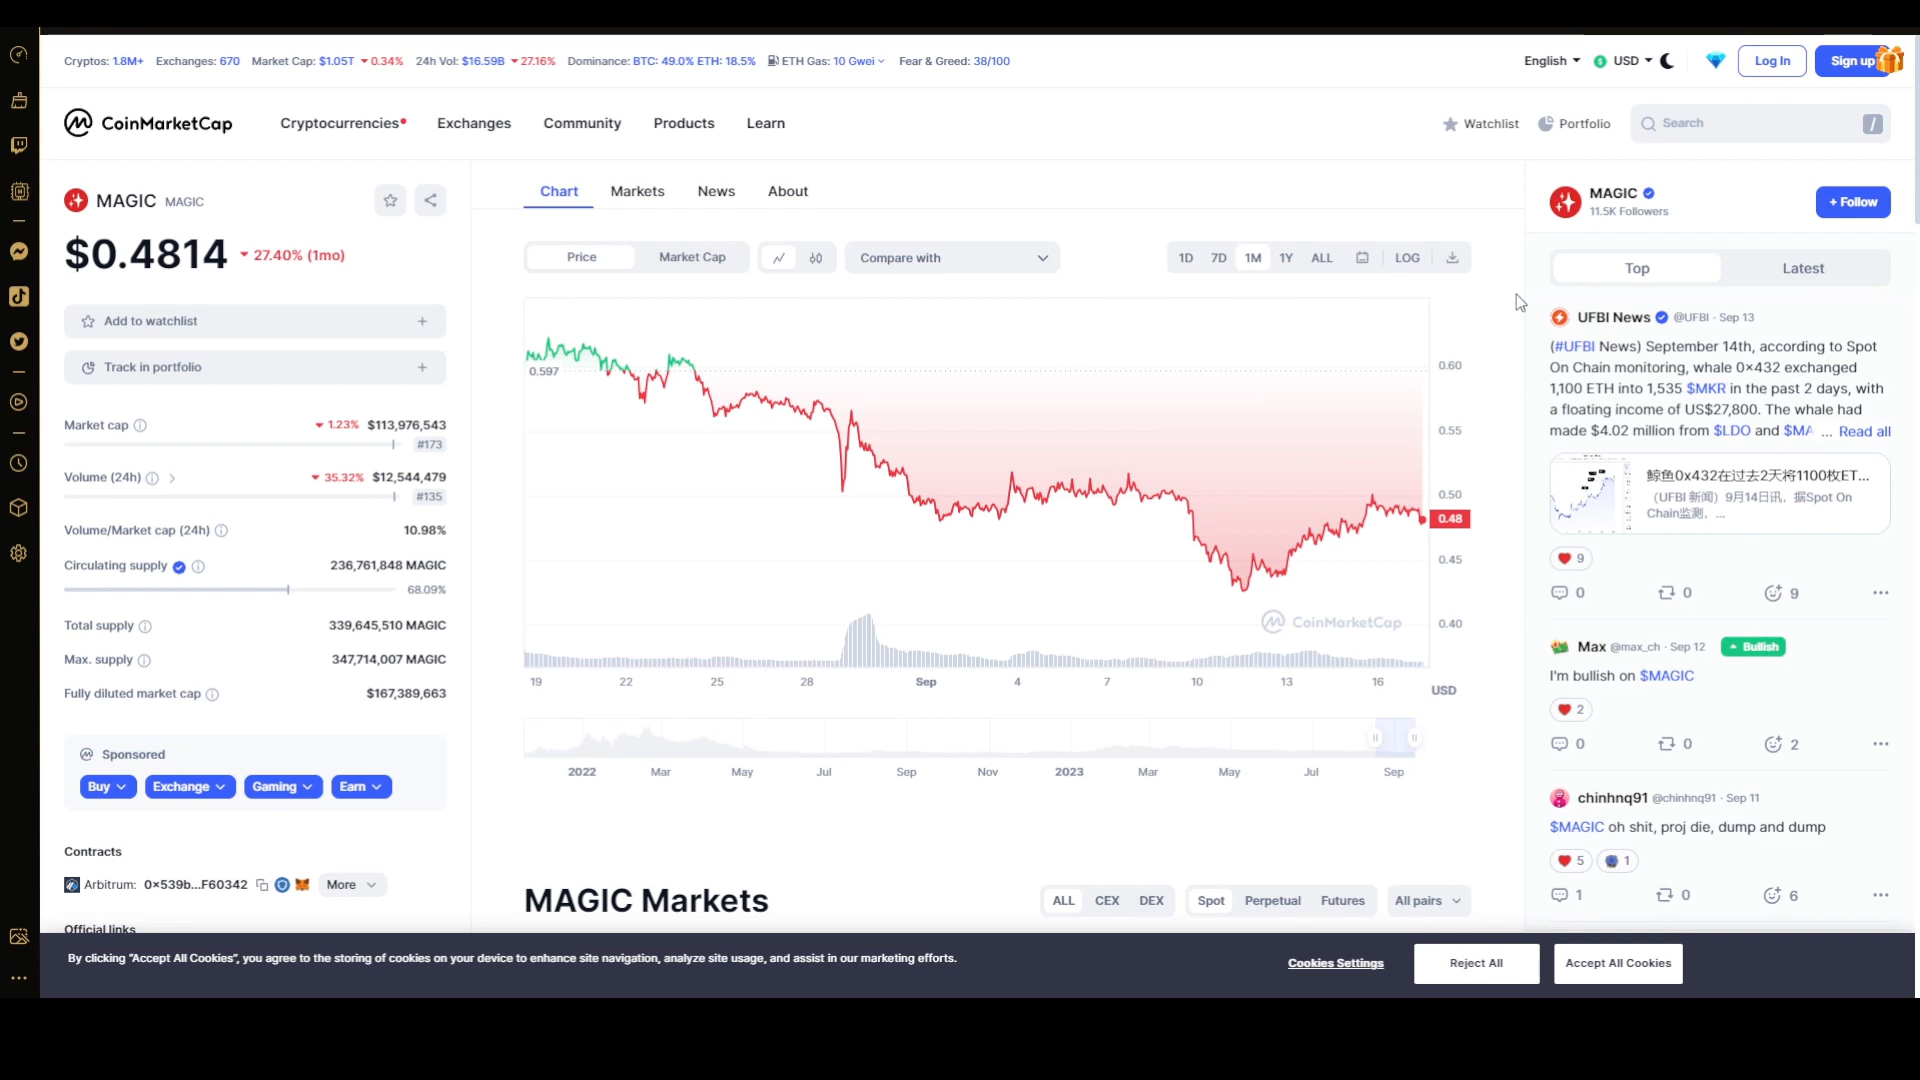 Cryptos: 1.8M+ Exchanges: 670 Market Cap: $1.05T 0.34% 24h Vol: $16.59B 27.16% Dominance: BTC: 49.0% ETH: 18.5% ETH Gas: 10 Gwei Fear & Greed: 38/100
English USD Log In Sign up
CoinMarketCap Cryptocurrencies Exchanges Community Products Learn Watchlist Portfolio Search /
MAGIC MAGIC
$0.4814 27.40% (1mo)
Add to watchlist +
Track in portfolio +
Market cap 1.23% $113,976,543
#173
Volume (24h) 35.32% $12,544,479
#135
Volume/Market cap (24h) 10.98%
Circulating supply 236,761,848 MAGIC
68.09%
Total supply 339,645,510 MAGIC
Max. supply 347,714,007 MAGIC
Fully diluted market cap $167,389,663
Sponsored
Buy Exchange Gaming Earn
Contracts
Arbitrum: 0x539b...F60342 More
Official links
Chart Markets News About
Price Market Cap Compare with 1D 7D 1M 1Y ALL LOG
0.597
0.60
0.55
0.50
0.48
0.45
0.40
CoinMarketCap
19 22 25 28 Sep 4 7 10 13 16
USD
2022 Mar May Jul Sep Nov 2023 Mar May Jul Sep
MAGIC Markets ALL CEX DEX Spot Perpetual Futures All pairs
MAGIC
11.5K Followers
+ Follow
Top Latest
UFBI News @UFBI · Sep 13
(#UFBI News) September 14th, according to Spot
On Chain monitoring, whale 0x432 exchanged
1,100 ETH into 1,535 $MKR in the past 2 days, with
a floating income of US$27,800. The whale had
made $4.02 million from $LDO and $MA ... Read all
鲸鱼0x432在过去2天将1100枚ET...
（UFBI 新闻）9月14日讯，据Spot On
Chain监测，...
9
0 0 9
Max @max_ch · Sep 12 Bullish
I'm bullish on $MAGIC
2
0 0 2
chinhnq91 @chinhnq91 · Sep 11
$MAGIC oh shit, proj die, dump and dump
5 1
1 0 6
By clicking "Accept All Cookies", you agree to the storing of cookies on your device to enhance site navigation, analyze site usage, and assist in our marketing efforts.
Cookies Settings Reject All Accept All Cookies